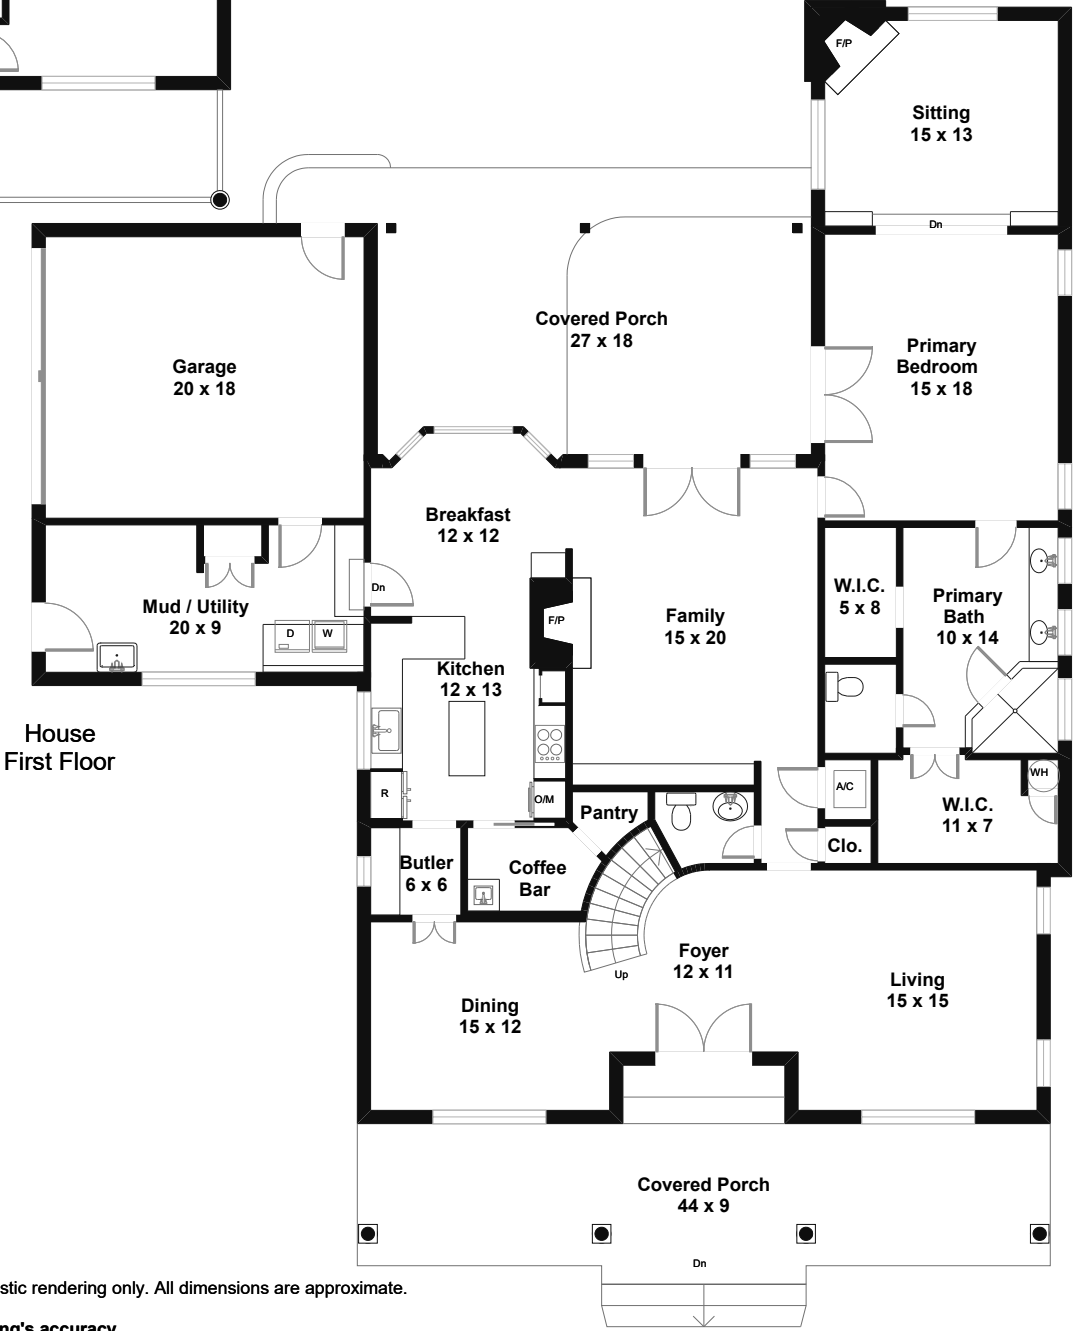 F/P
Sitting
15 x 13
Dn
Covered Porch
27 x 18
Primary
Bedroom
15 x 18
Garage
20 x 18
Breakfast
12 x 12
Dn
Mud / Utility
20 x 9
D
W
F/P
Family
15 x 20
W.I.C.
5 x 8
Primary
Bath
10 x 14
Kitchen
12 x 13
House
First Floor
R
O/M
Pantry
A/C
WH
W.I.C.
11 x 7
Clo.
Butler
6 x 6
Coffee
Bar
Up
Foyer
12 x 11
Living
15 x 15
Dining
15 x 12
Covered Porch
44 x 9
Dn
stic rendering only. All dimensions are approximate.
ng's accuracy